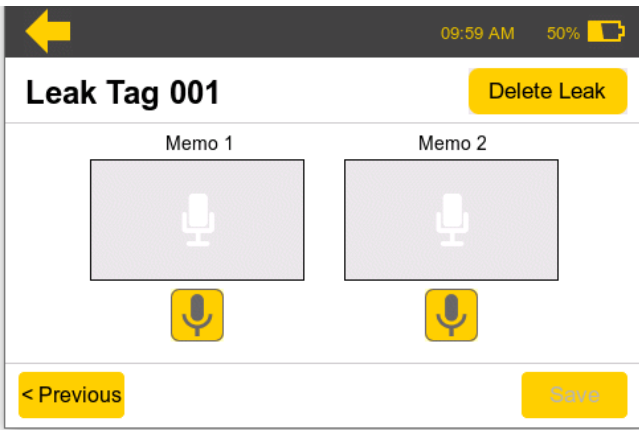 09:59 AM 50%
Leak Tag 001 Delete Leak
Memo 1 Memo 2
< Previous Save